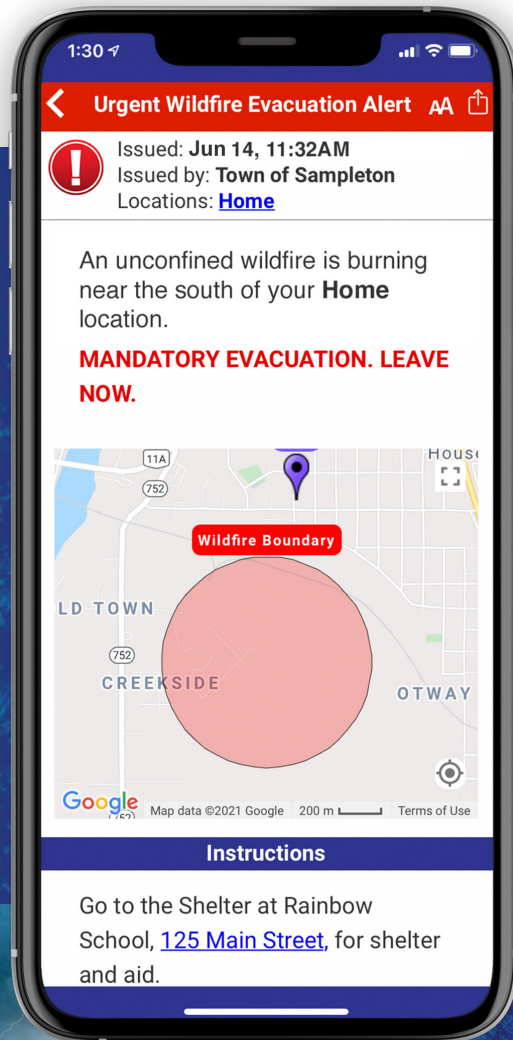 1:30
Urgent Wildfire Evacuation Alert AA
Issued: Jun 14, 11:32AM
Issued by: Town of Sampleton
Locations: Home
An unconfined wildfire is burning
near the south of your Home
location.
MANDATORY EVACUATION. LEAVE
NOW.
11A
House
752
Wildfire Boundary
LD TOWN
752
CREEKSIDE
OTWAY
Google
(752)
Map data ©2021 Google 200 m Terms of Use
Instructions
Go to the Shelter at Rainbow
School, 125 Main Street, for shelter
and aid.